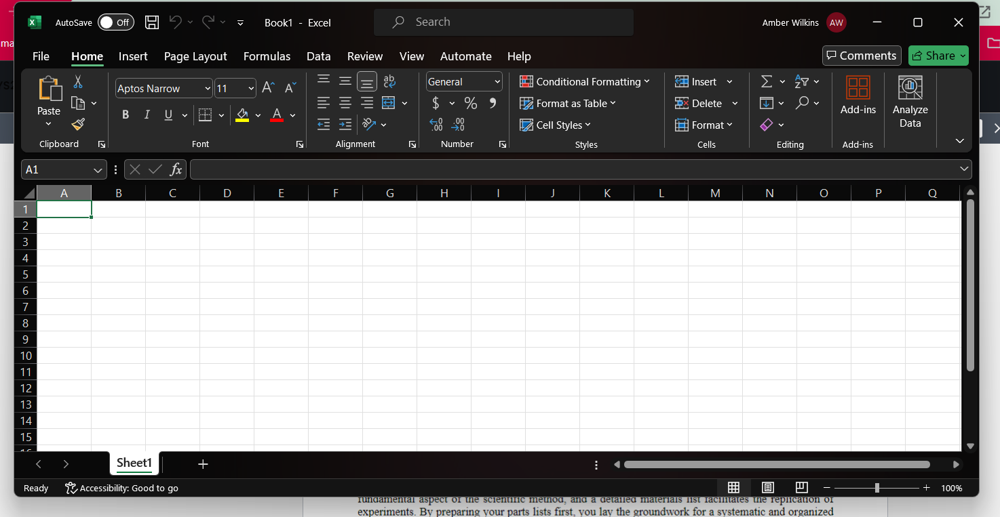 AutoSave Off Book1 - Excel Search Amber Wilkins AW
File Home Insert Page Layout Formulas Data Review View Automate Help Comments Share
Paste
Clipboard
Aptos Narrow 11
B I U A
Font
ab
Alignment
General
$ % 9
Number
Conditional Formatting
Format as Table
Cell Styles
Styles
Insert
Delete
Format
Cells
Editing
Add-ins
Add-ins
Analyze
Data
A1 fx
A B C D E F G H I J K L M N O P Q
1
2
3
4
5
6
7
8
9
10
11
12
13
14
15
Sheet1
Ready Accessibility: Good to go 100%
fundamental aspect of the scientific method, and a detailed materials list facilitates the replication of
experiments. By preparing your parts lists first, you lay the groundwork for a systematic and organized